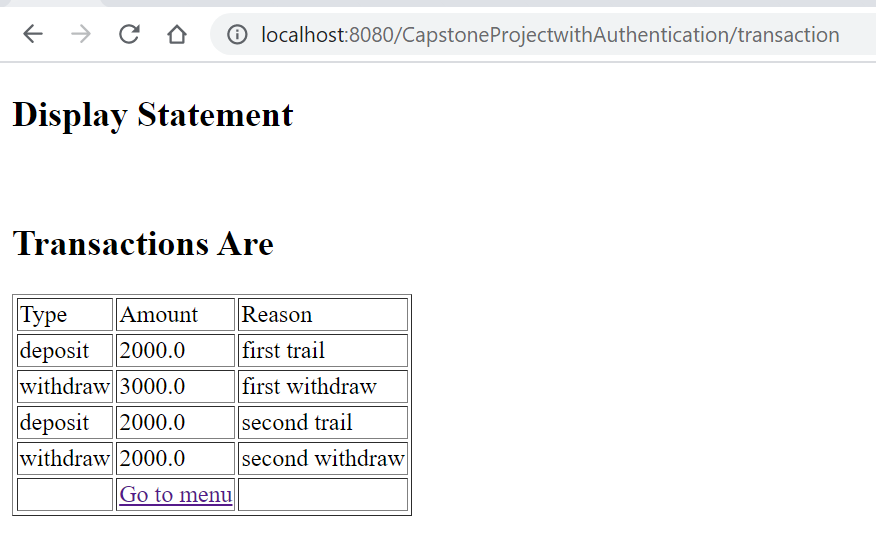 localhost:8080/CapstoneProjectwithAuthentication/transaction
Display Statement
Transactions Are
Type Amount Reason
deposit 2000.0 first trail
withdraw 3000.0 first withdraw
deposit 2000.0 second trail
withdraw 2000.0 second withdraw
Go to menu